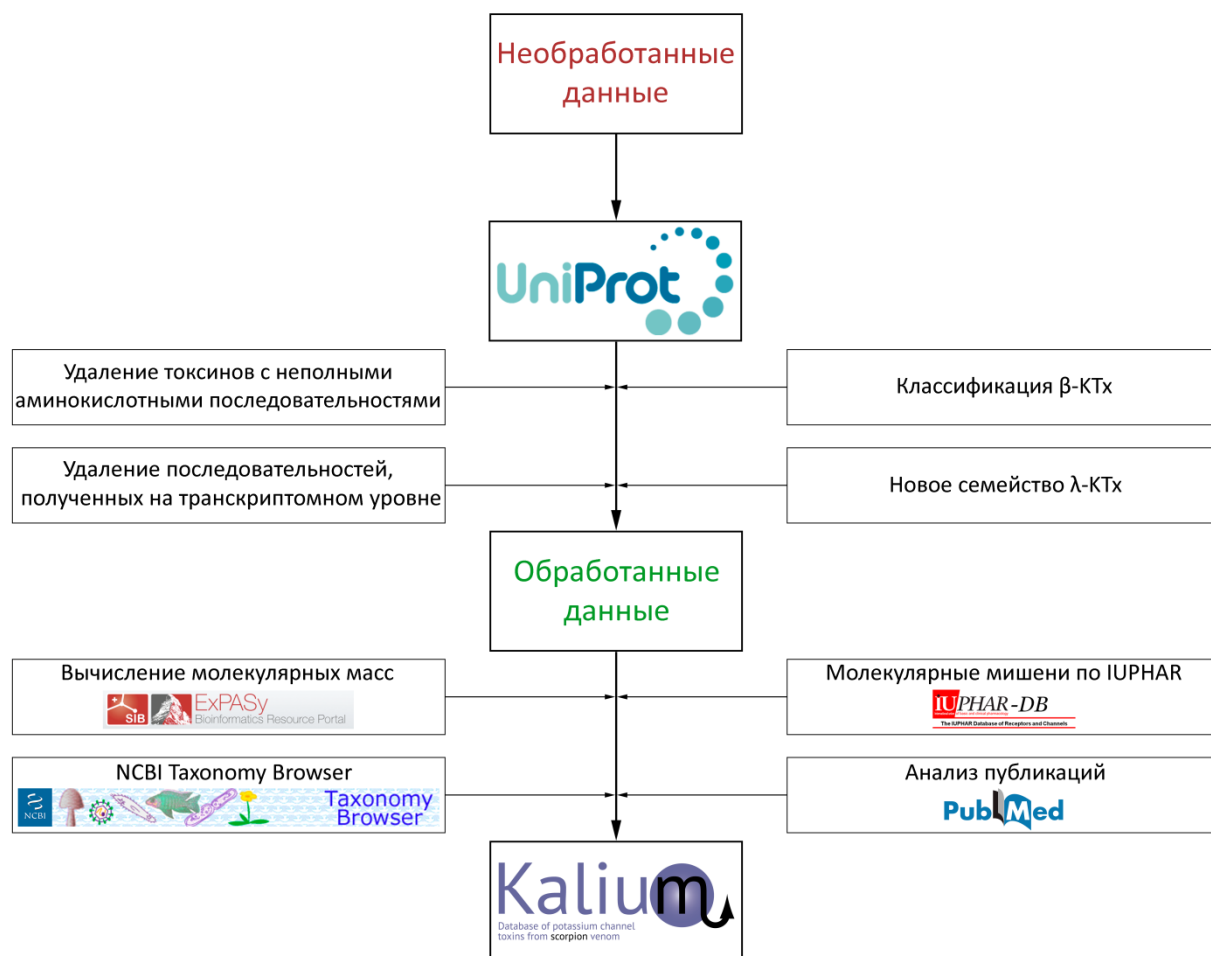 Необработанные
данные
UniProt
Удаление токсинов с неполными
аминокислотными последовательностями
Классификация β-KTx
Удаление последовательностей,
полученных на транскриптомном уровне
Новое семейство λ-KTx
Обработанные
данные
Вычисление молекулярных масс
SIB
ExPASy
Bioinformatics Resource Portal
Молекулярные мишени по IUPHAR
IUPHAR-DB
The IUPHAR Database of Receptors and Channels
NCBI Taxonomy Browser
NCBI
Taxonomy
Browser
Анализ публикаций
PubMed
Kalium
Database of potassium channel
toxins from scorpion venom